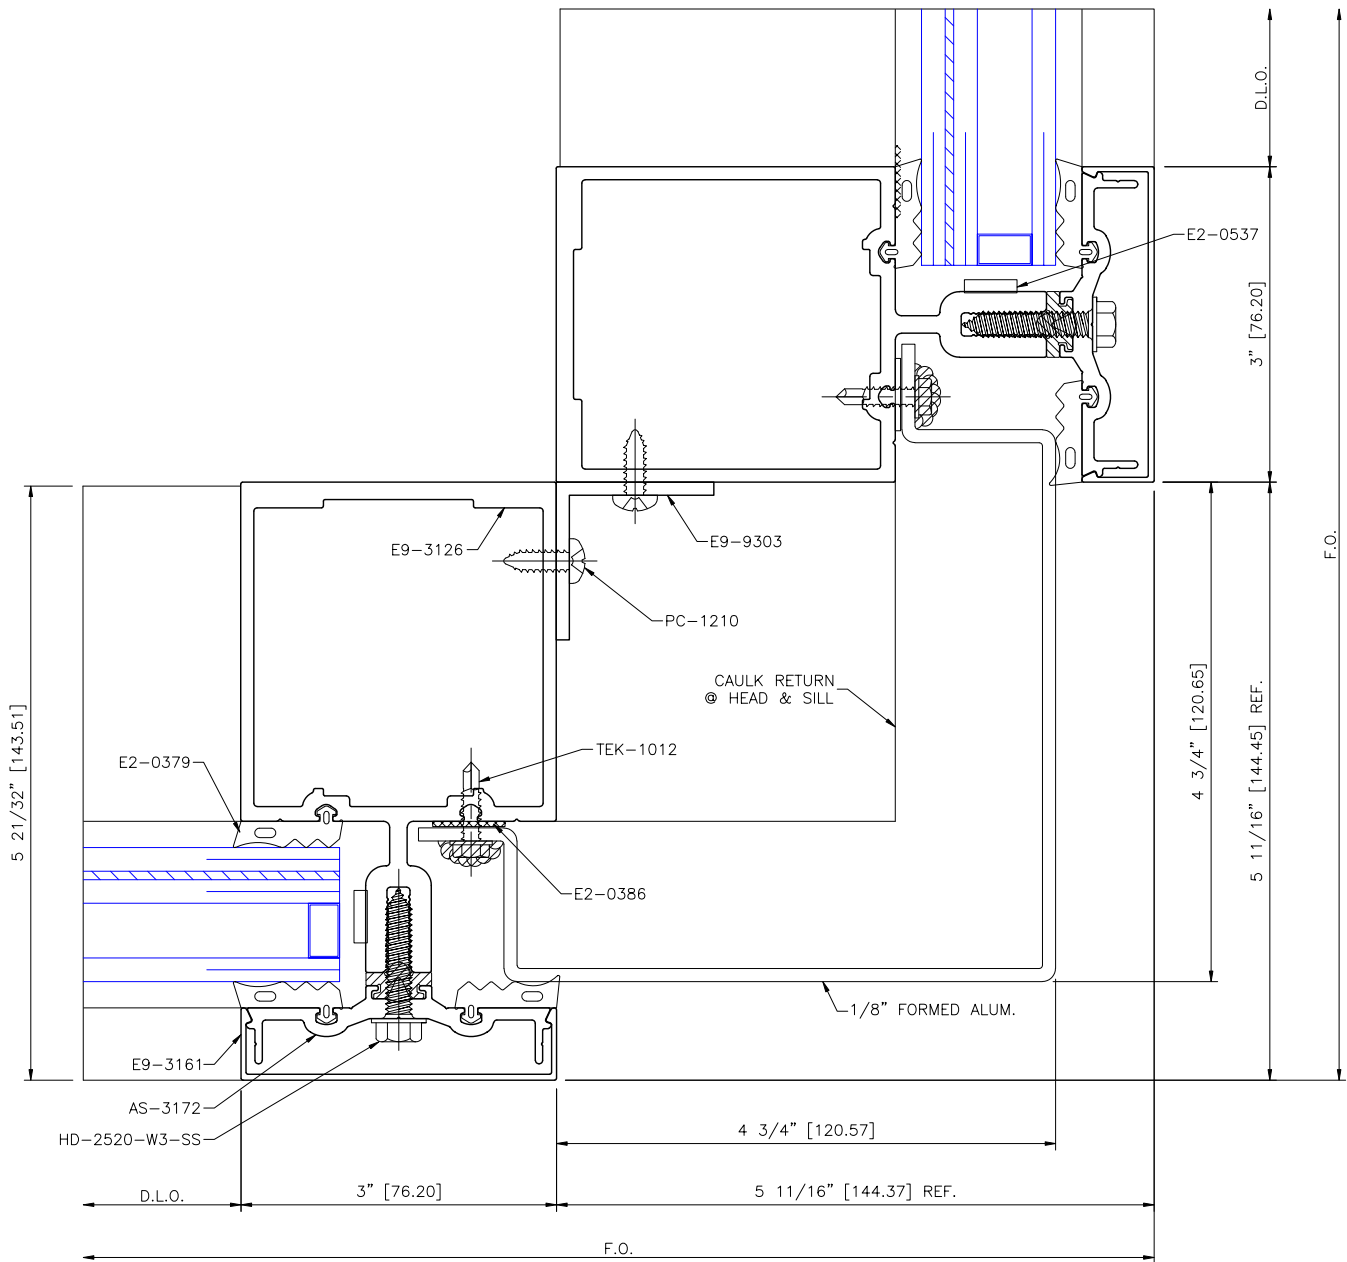 D.L.O.
E2-0537
3" [76.20]
F.O.
E9-3126
E9-9303
PC-1210
CAULK RETURN
@ HEAD & SILL
4 3/4" [120.65]
5 11/16" [144.45] REF.
5 21/32" [143.51]
E2-0379
TEK-1012
E2-0386
1/8" FORMED ALUM.
E9-3161
AS-3172
HD-2520-W3-SS
4 3/4" [120.57]
D.L.O.
3" [76.20]
5 11/16" [144.37] REF.
F.O.